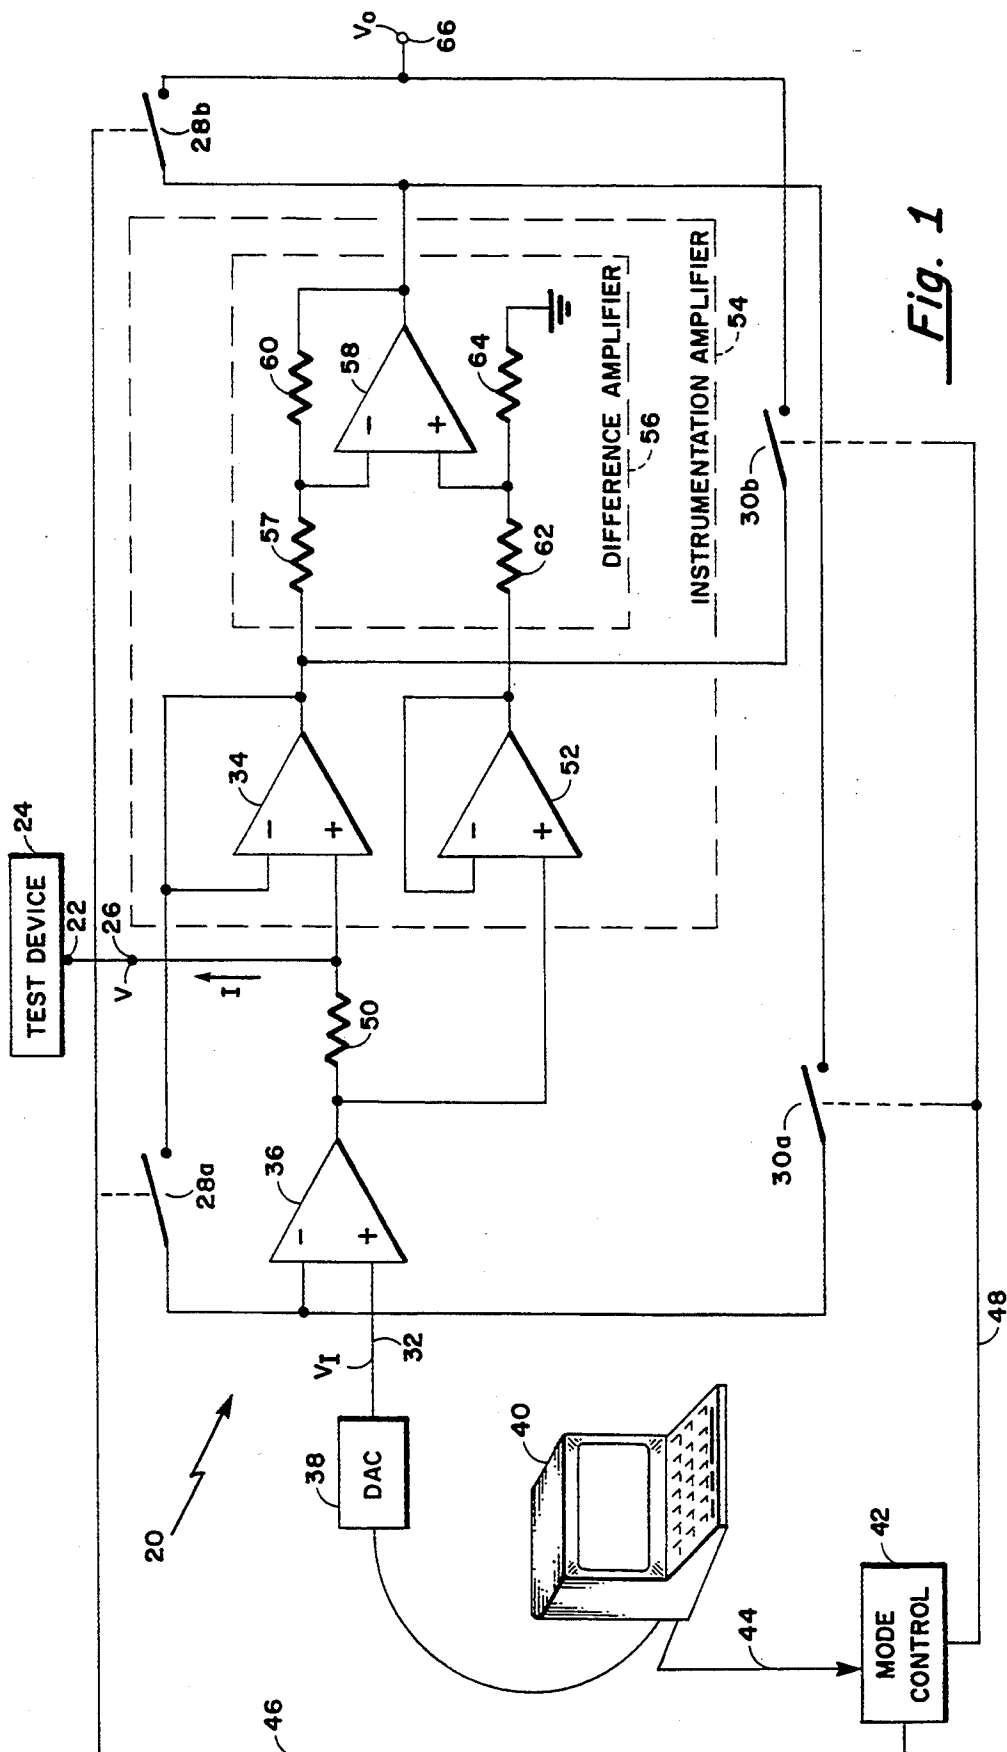 TEST DEVICE
24
22
26
V
I
46
28a
28b
Vo
66
34
-
+
57
60
58
-
+
36
-
+
50
52
-
+
62
64
DIFFERENCE AMPLIFIER
56
INSTRUMENTATION AMPLIFIER
54
20
38
DAC
VI
32
40
30a
30b
44
42
MODE
CONTROL
48
Fig. 1